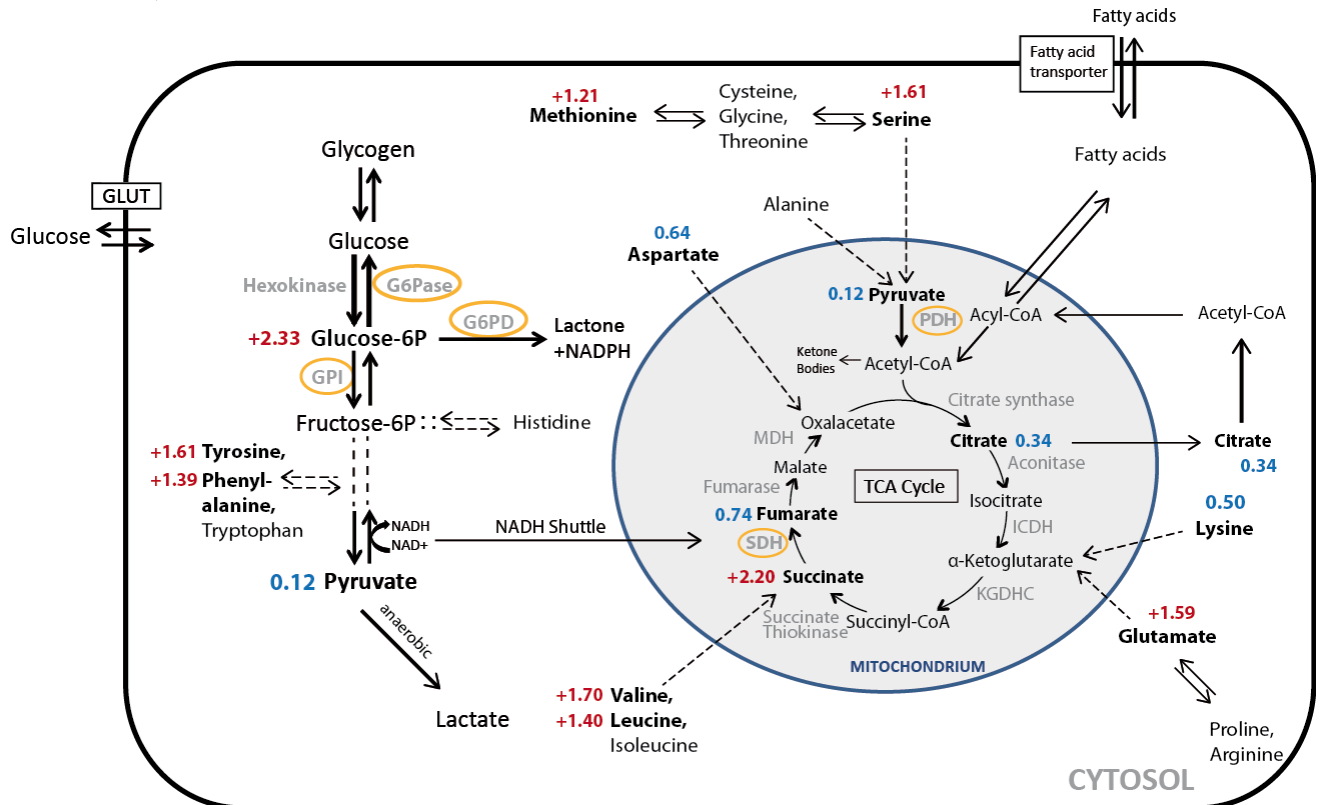 Fatty acids
Fatty acid
transporter
+1.21
Methionine
Cysteine,
Glycine,
Threonine
+1.61
Serine
Fatty acids
Glycogen
GLUT
Glucose
Glucose
Hexokinase
G6Pase
+2.33 Glucose-6P
G6PD
Lactone
+NADPH
GPI
Fructose-6P
Histidine
+1.61 Tyrosine,
+1.39 Phenyl-
alanine,
Tryptophan
NADH
NAD+
NADH Shuttle
0.12 Pyruvate
anaerobic
Lactate
Alanine
0.64
Aspartate
0.12 Pyruvate
PDH
Acyl-CoA
Acetyl-CoA
Ketone
Bodies
Acetyl-CoA
Oxalacetate
Citrate synthase
MDH
Citrate 0.34
Aconitase
Citrate
0.34
Malate
Fumarase
TCA Cycle
Isocitrate
0.74 Fumarate
ICDH
0.50
Lysine
SDH
α-Ketoglutarate
+2.20 Succinate
KGDHC
Succinate
Thiokinase
Succinyl-CoA
+1.59
Glutamate
MITOCHONDRIUM
+1.70 Valine,
+1.40 Leucine,
Isoleucine
Proline,
Arginine
CYTOSOL